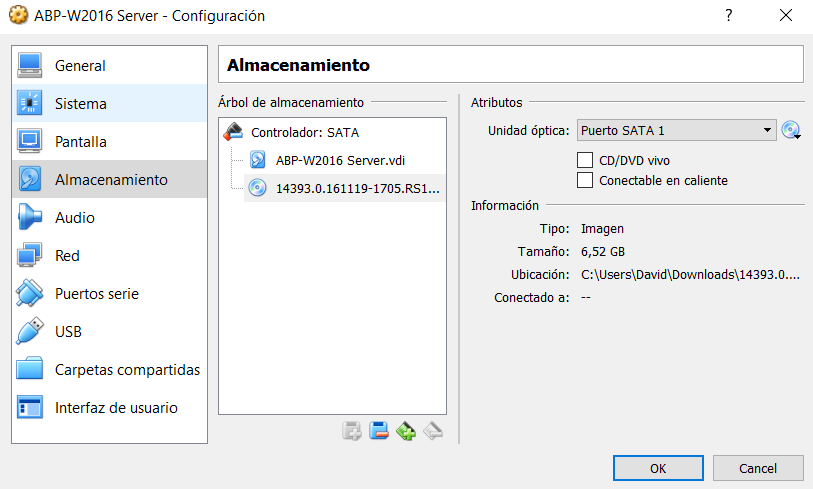 ABP-W2016 Server - Configuración
?
General
Sistema
Pantalla
Almacenamiento
Audio
Red
Puertos serie
USB
Carpetas compartidas
Interfaz de usuario
Almacenamiento
Árbol de almacenamiento
Controlador: SATA
ABP-W2016 Server.vdi
14393.0.161119-1705.RS1...
Atributos
Unidad óptica: Puerto SATA 1
CD/DVD vivo
Conectable en caliente
Información
Tipo: Imagen
Tamaño: 6,52 GB
Ubicación: C:\Users\David\Downloads\14393.0....
Conectado a: --
OK Cancel